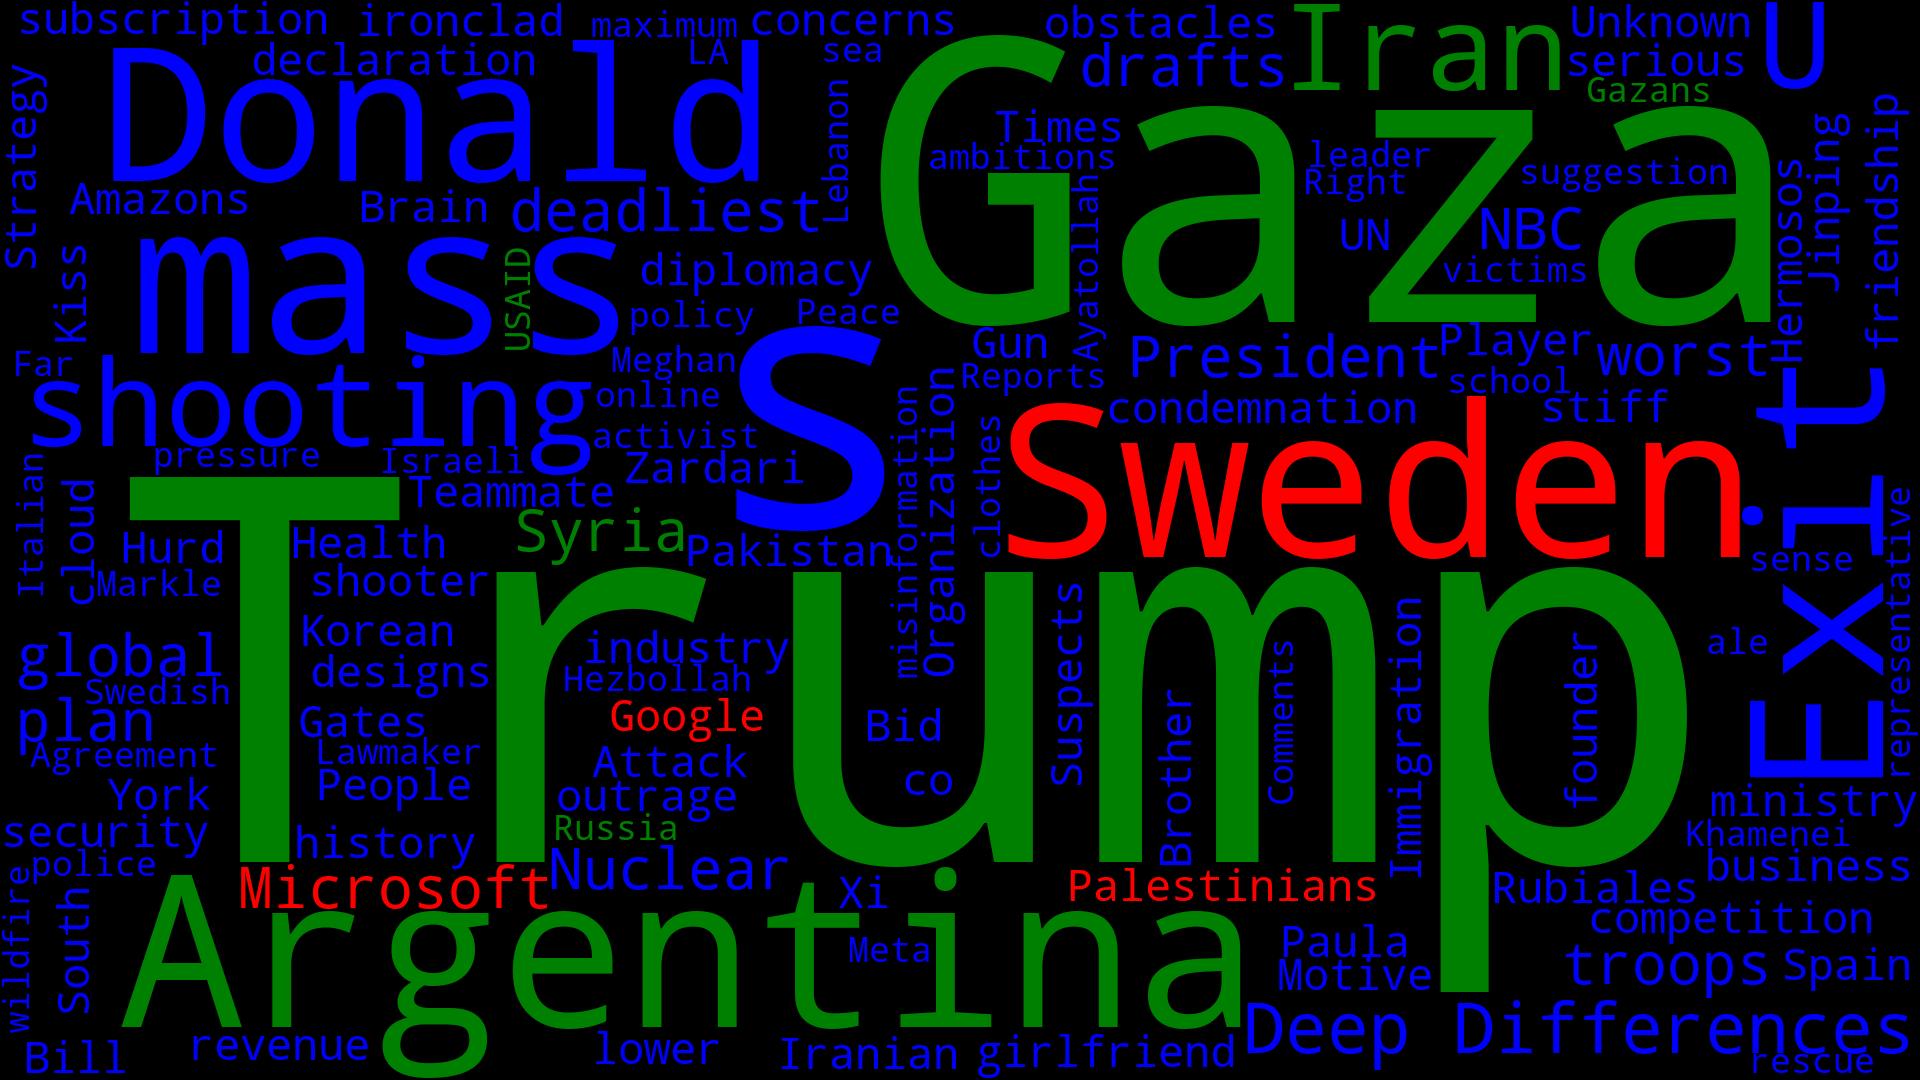 subscription ironclad maximum concerns obstacles Iran Unknown U
declaration LA sea drafts serious
Donald Gaza Gazans
Strategy Lebanon Times
ambitions leader Jinping friendship
Amazons Brain deadliest Ayatollah Right suggestion Hermosos
mass UN NBC
Kiss USAID diplomacy victims
policy Peace
Far Meghan S Gun President Player worst
shooting online Reports school
activist misinformation Organization clothes condemnation stiff Exit
pressure Israeli Zardari Sweden
Italian cloud Teammate
Hurd Health Syria Pakistan sense representative
Markle shooter Trump
global Korean industry Suspects Comments Immigration founder ale
Swedish designs Hezbollah
plan Gates Google Bid Brother
Agreement Lawmaker Attack
York People outrage co ministry
security history Russia Khamenei
police Nuclear business
wildfire South Microsoft Xi Palestinians Rubiales
Argentina Meta Paula competition
Motive troops Spain
Bill revenue lower Iranian girlfriend Deep Differences
rescue